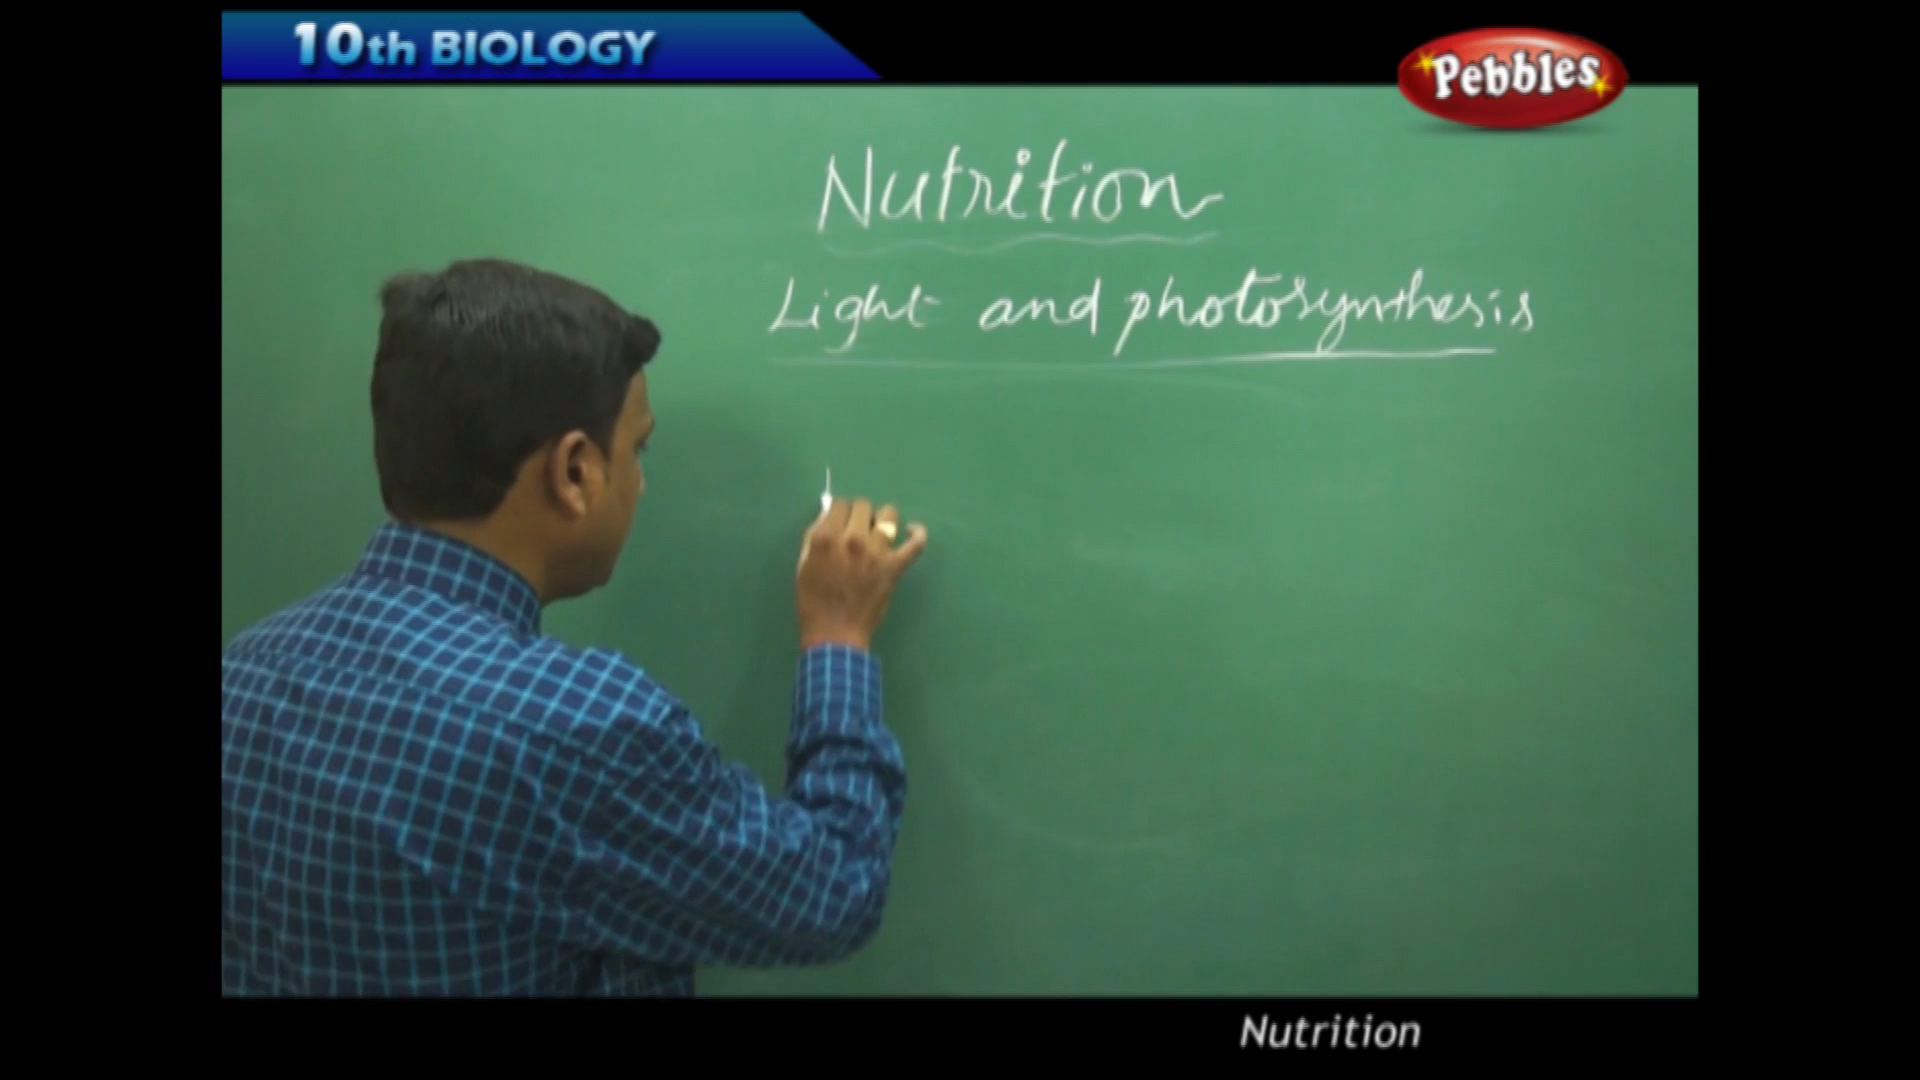 10th BIOLOGY
Pebbles
Nutrition
Light and photosynthesis
Nutrition